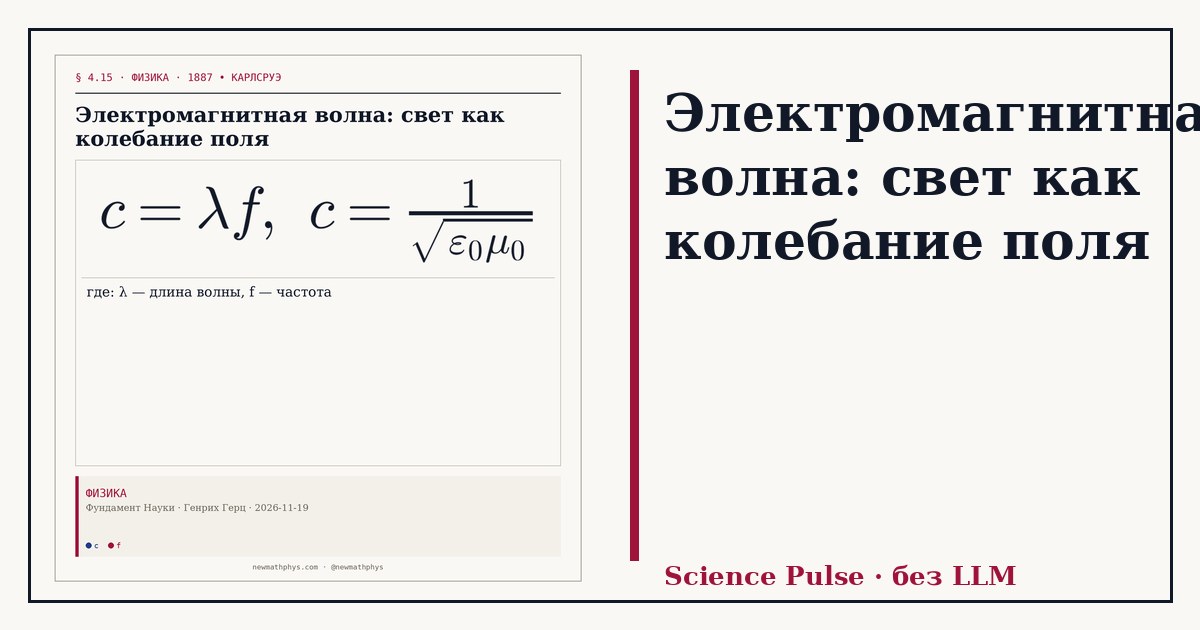 § 4.15 · ФИЗИКА · 1887 • КАРЛСРУЭ
Электромагнитная волна: свет как
колебание поля
c = λf, c = 1/√ε₀μ₀
где: λ — длина волны, f — частота
ФИЗИКА
Фундамент Науки · Генрих Герц · 2026-11-19
c f
newmathphys.com · @newmathphys
Электромагнитна
волна: свет как
колебание поля
Science Pulse · без LLM